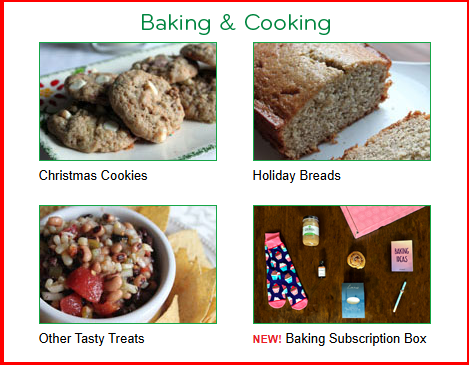 Baking & Cooking
Christmas Cookies
Holiday Breads
BAKING
IDEAS
Other Tasty Treats
NEW! Baking Subscription Box